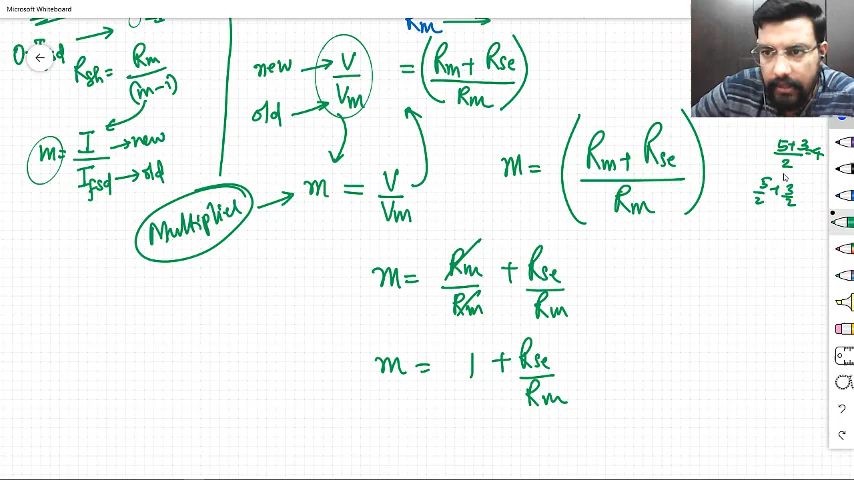 Microsoft Whiteboard
Rm
Rsh = Rm / (m-1)
m = I → new / Ifsd → old
new → V / old → Vm = (Rm + Rse / Rm)
Multiplier → m = V / Vm
m = (Rm + Rse / Rm)
5+3 / 2 = 4
5/2 + 3/2
m = Rm / Rm + Rse / Rm
m = 1 + Rse / Rm